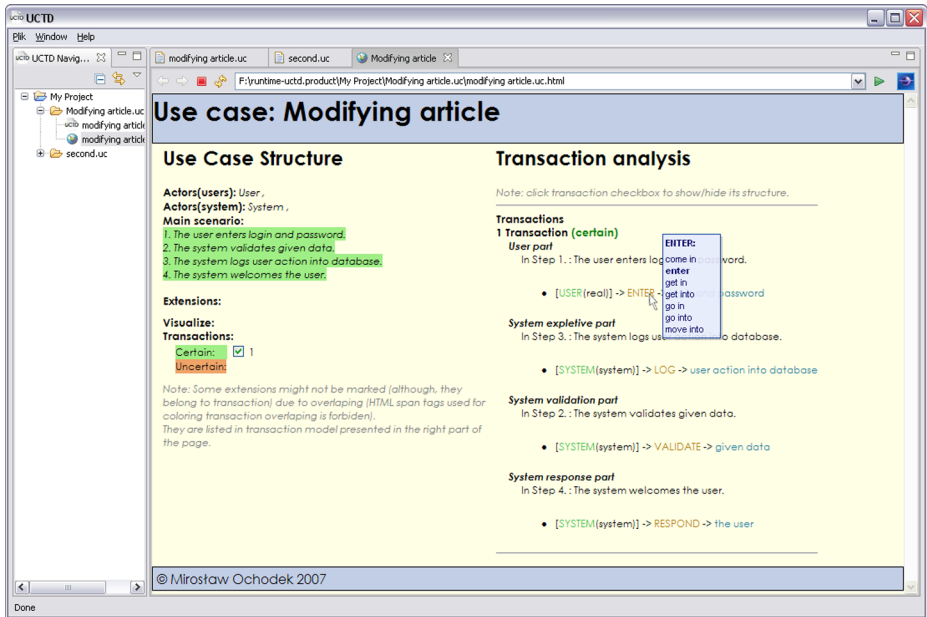 UCTD UCTD
Plik Window Help
UCTD UCTD Navig...
modifying article.uc
second.uc
Modifying article
F:\runtime-uctd.product\My Project\Modifying article.uc\modifying article.uc.html
My Project
Modifying article.uc
UCTD modifying article
modifying article
second.uc
Use case: Modifying article
Use Case Structure
Actors(users): User ,
Actors(system): System ,
Main scenario:
1. The user enters login and password.
2. The system validates given data.
3. The system logs user action into database.
4. The system welcomes the user.
Extensions:
Visualize:
Transactions:
Certain: 1
Uncertain:
Note: Some extensions might not be marked (although, they
belong to transaction) due to overlaping (HTML span tags used for
coloring transaction overlaping is forbiden).
They are listed in transaction model presented in the right part of
the page.
Transaction analysis
Note: click transaction checkbox to show/hide its structure.
Transactions
1 Transaction (certain)
User part
In Step 1. : The user enters log word.
[USER(real)] -> ENTER - password
ENTER:
come in
enter
get in
get into
go in
go into
move into
System expletive part
In Step 3. : The system logs us o database.
[SYSTEM(system)] -> LOG -> user action into database
System validation part
In Step 2. : The system validates given data.
[SYSTEM(system)] -> VALIDATE -> given data
System response part
In Step 4. : The system welcomes the user.
[SYSTEM(system)] -> RESPOND -> the user
© Mirosław Ochodek 2007
Done